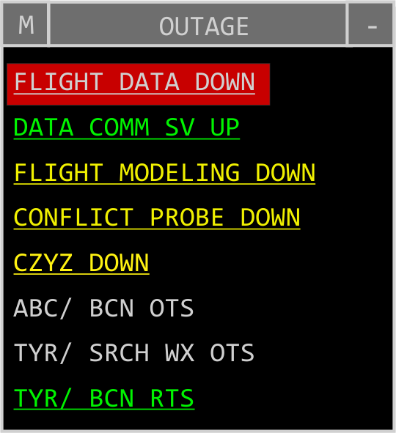 M OUTAGE -
FLIGHT DATA DOWN
DATA COMM SV UP
FLIGHT MODELING DOWN
CONFLICT PROBE DOWN
CZYZ DOWN
ABC/ BCN OTS
TYR/ SRCH WX OTS
TYR/ BCN RTS